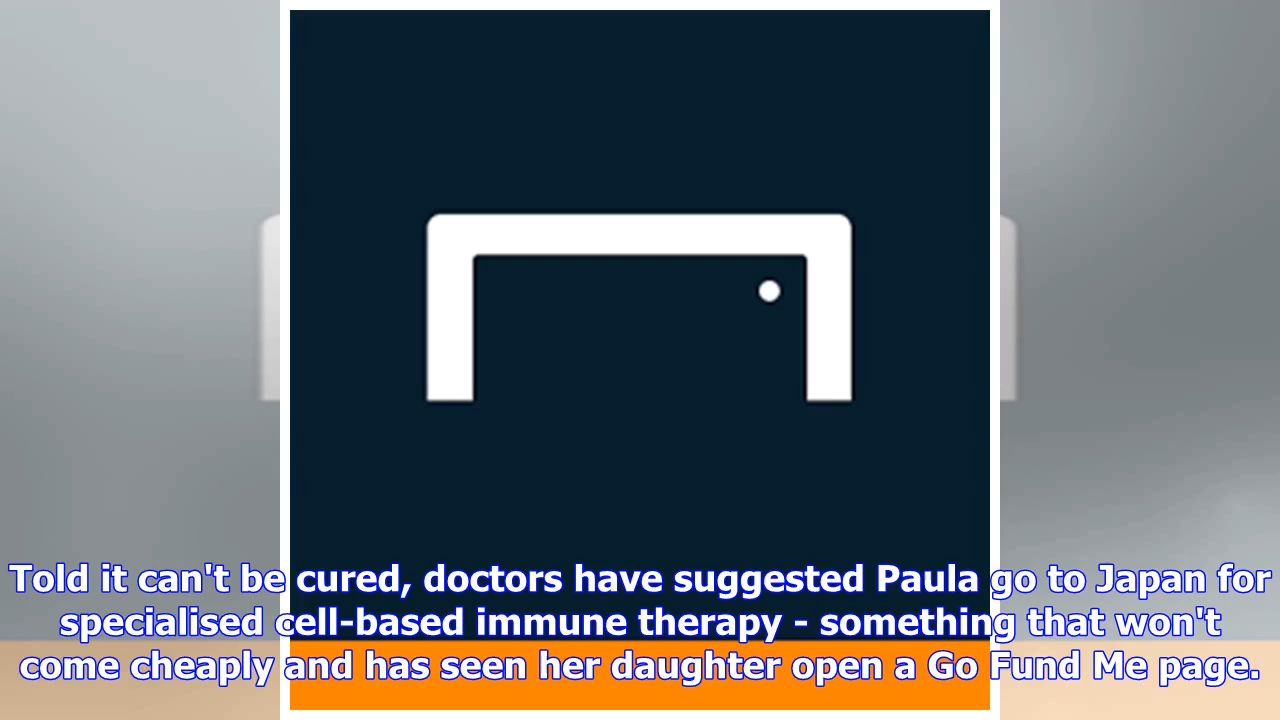 Told it can't be cured, doctors have suggested Paula go to Japan for
specialised cell-based immune therapy - something that won't
come cheaply and has seen her daughter open a Go Fund Me page.